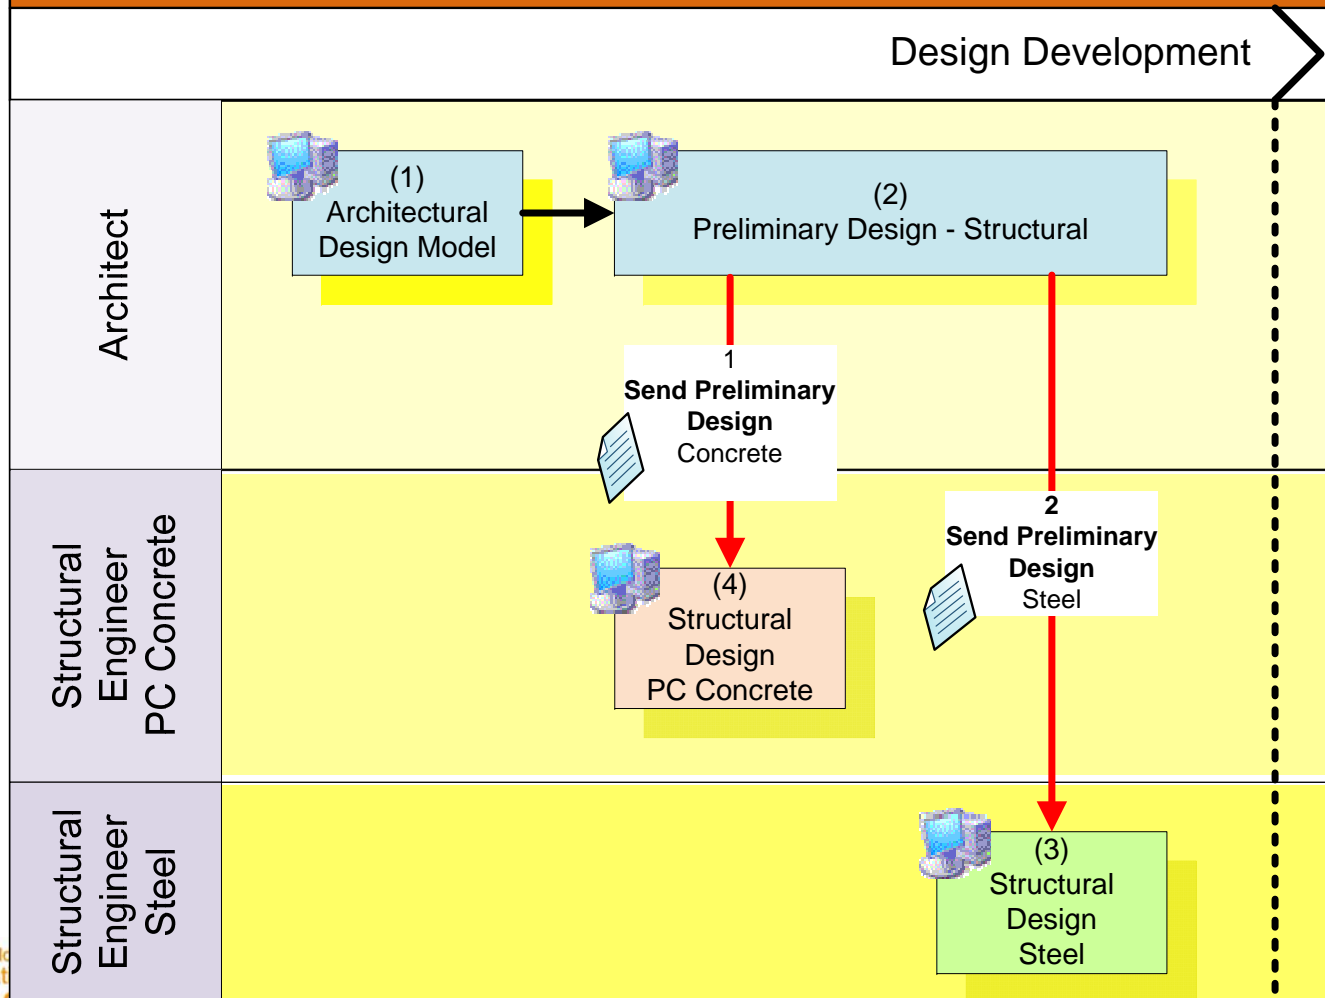 Design Development
Architect
(1)
Architectural
Design Model
(2)
Preliminary Design - Structural
1
Send Preliminary
Design
Concrete
Structural
Engineer
PC Concrete
(4)
Structural
Design
PC Concrete
2
Send Preliminary
Design
Steel
Structural
Engineer
Steel
(3)
Structural
Design
Steel